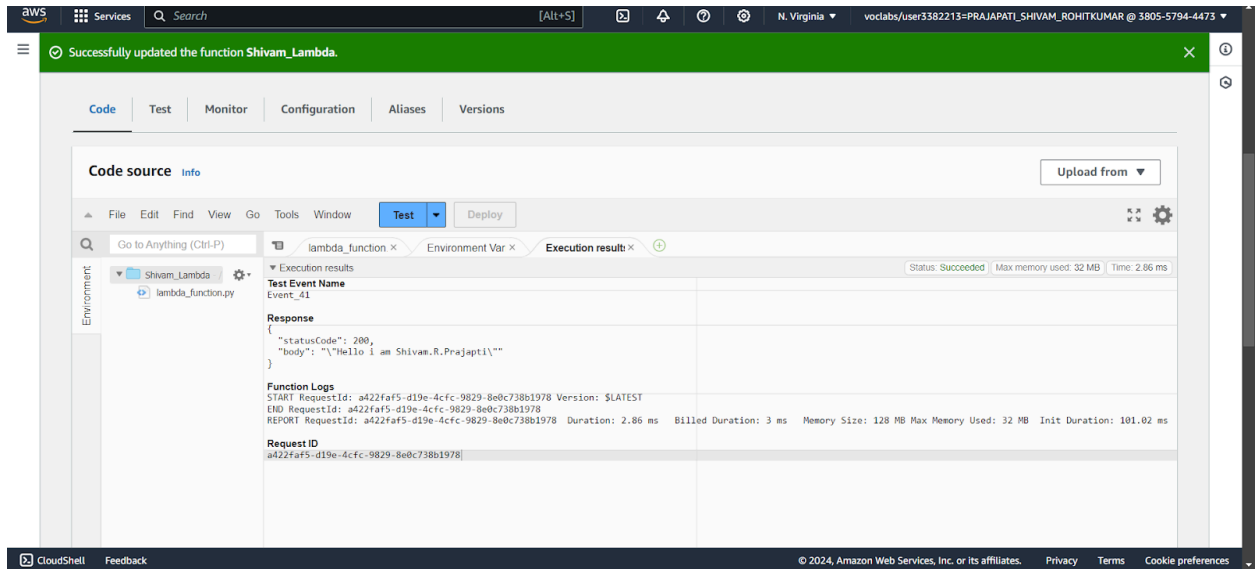 aws Services Search [Alt+S] N. Virginia ▼ voclabs/user3382213=PRAJAPATI_SHIVAM_ROHITKUMAR @ 3805-5794-4473 ▼
Successfully updated the function Shivam_Lambda.
Code Test Monitor Configuration Aliases Versions
Code source Info Upload from ▼
File Edit Find View Go Tools Window Test Deploy
Go to Anything (Ctrl-P) lambda_function × Environment Var × Execution results ×
Environment
▼ Execution results Status: Succeeded Max memory used: 32 MB Time: 2.86 ms
Shivam_Lambda - /
lambda_function.py
Test Event Name
Event_41
Response
{
"statusCode": 200,
"body": "\"Hello i am Shivam.R.Prajapti\""
}
Function Logs
START RequestId: a422faf5-d19e-4cfc-9829-8e0c738b1978 Version: $LATEST
END RequestId: a422faf5-d19e-4cfc-9829-8e0c738b1978
REPORT RequestId: a422faf5-d19e-4cfc-9829-8e0c738b1978 Duration: 2.86 ms Billed Duration: 3 ms Memory Size: 128 MB Max Memory Used: 32 MB Init Duration: 101.02 ms
Request ID
a422faf5-d19e-4cfc-9829-8e0c738b1978
CloudShell Feedback © 2024, Amazon Web Services, Inc. or its affiliates. Privacy Terms Cookie preferences